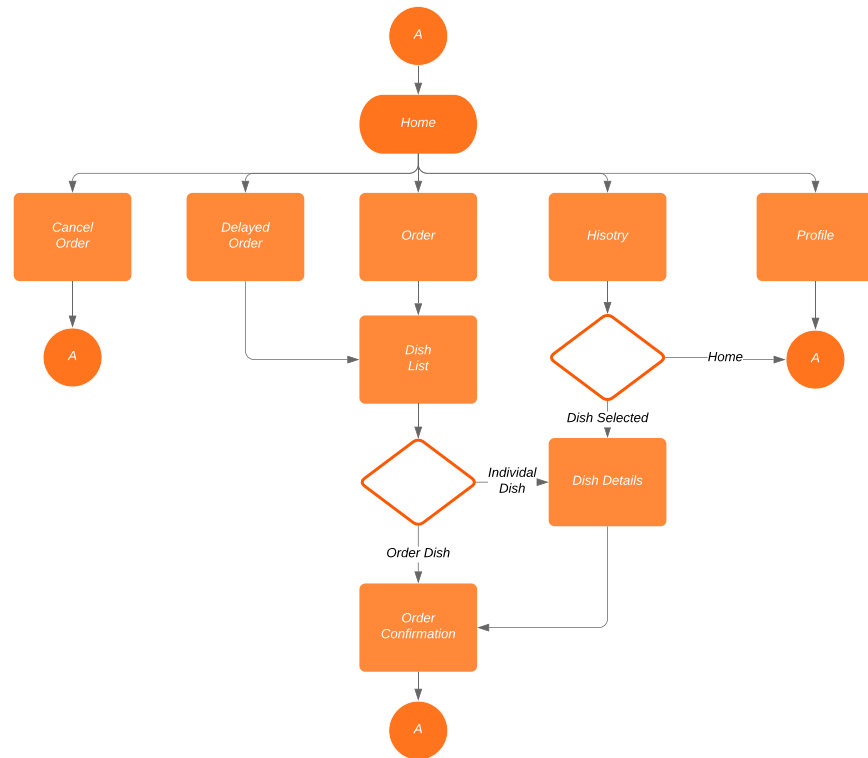 A
Home
Cancel
Order
Delayed
Order
Order
Hisotry
Profile
A
Dish
List
Home
A
Dish Selected
Individal
Dish
Dish Details
Order Dish
Order
Confirmation
A